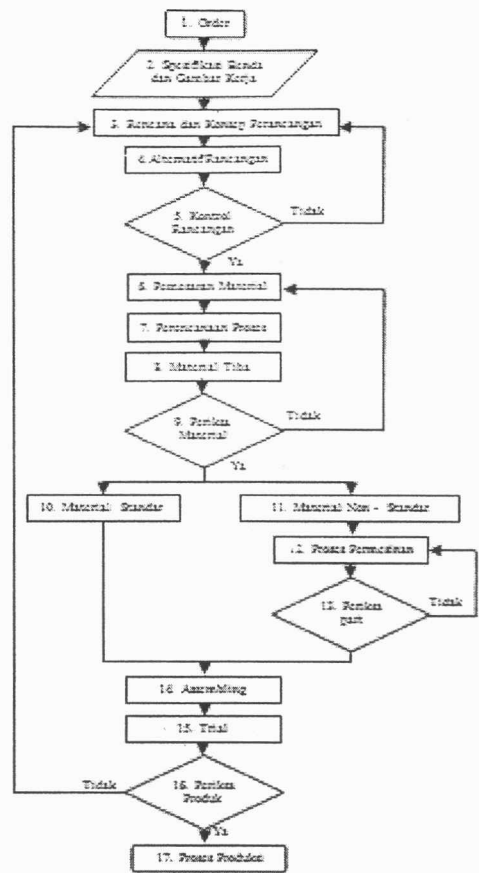 1. Order
2. Spesifikasi Benda
dan Gambar Kerja
3. Rencana dan Konsep Perancangan
4. Alternatif Rancangan
5. Kontrol
Rancangan
Tidak
Ya
6. Pemesanan Material
7. Perencanaan Proses
8. Material Tiba
9. Periksa
Material
Tidak
Ya
10. Material Standar
11. Material Non - Standar
12. Proses Permesinan
13. Periksa
part
Tidak
14. Assembling
15. Trial
16. Periksa
Produk
Tidak
Ya
17. Proses Produksi